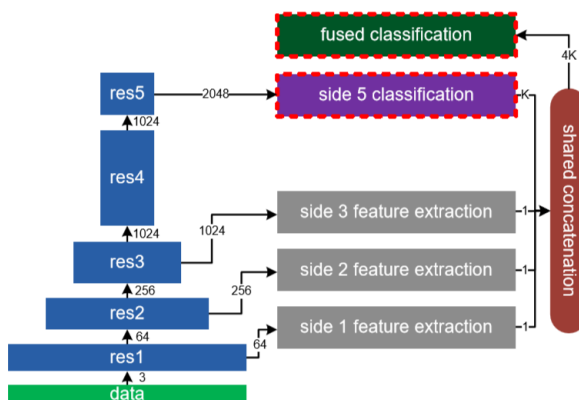 fused classification
4K
res5
2048
side 5 classification
K
1024
res4
shared concatenation
side 3 feature extraction
1
1024
1024
res3
side 2 feature extraction
1
256
256
res2
side 1 feature extraction
1
64
64
res1
3
data